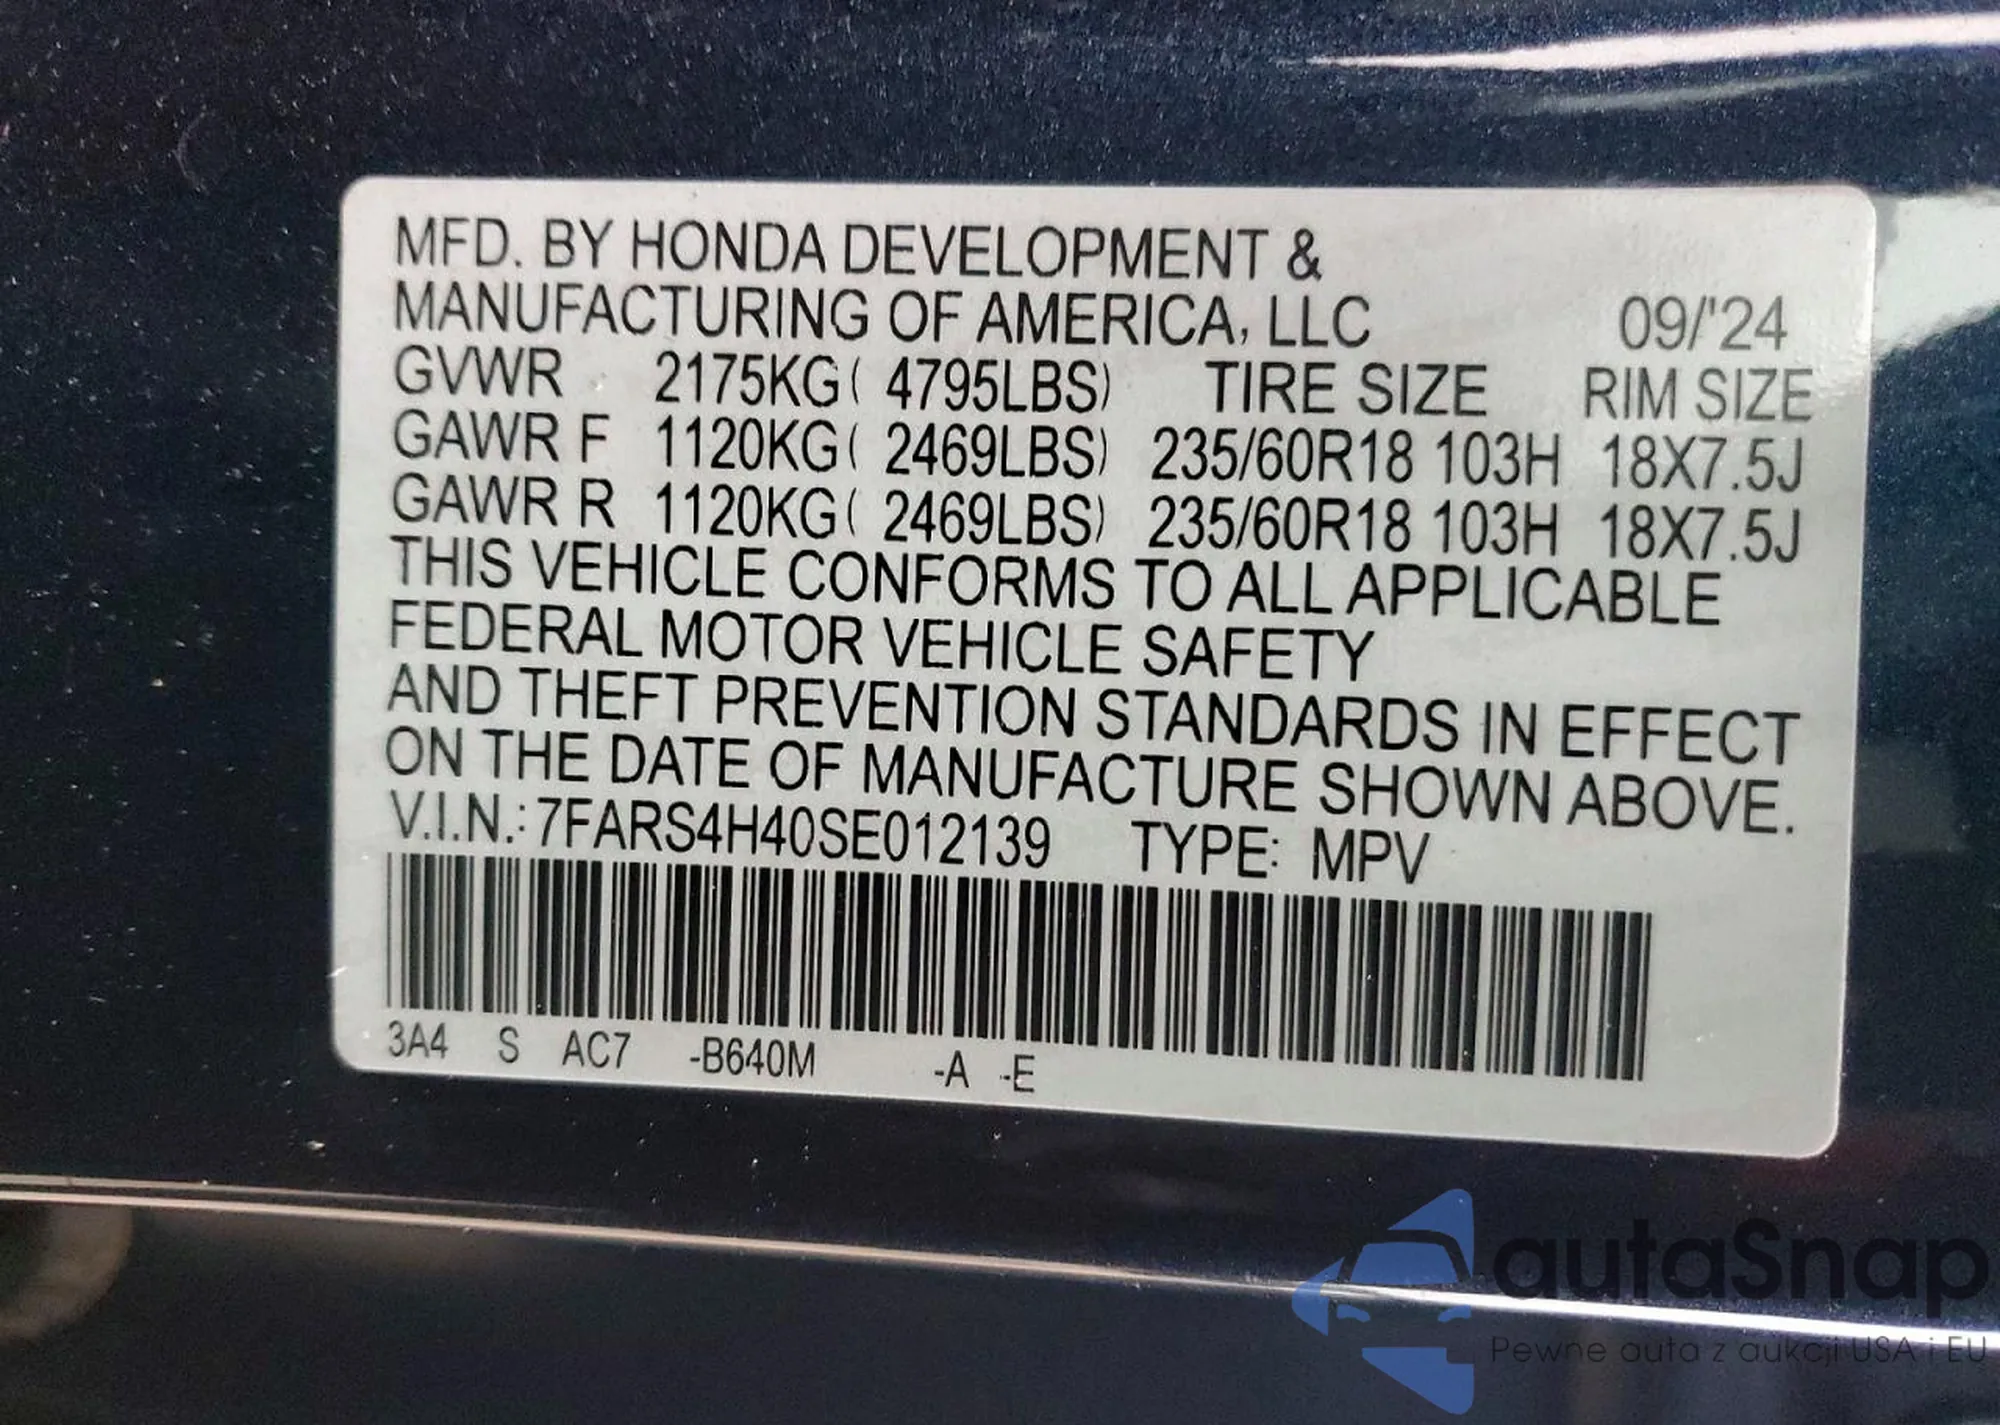 MFD. BY HONDA DEVELOPMENT &
MANUFACTURING OF AMERICA, LLC 09/'24
GVWR 2175KG( 4795LBS) TIRE SIZE RIM SIZE
GAWR F 1120KG( 2469LBS) 235/60R18 103H 18X7.5J
GAWR R 1120KG( 2469LBS) 235/60R18 103H 18X7.5J
THIS VEHICLE CONFORMS TO ALL APPLICABLE
FEDERAL MOTOR VEHICLE SAFETY
AND THEFT PREVENTION STANDARDS IN EFFECT
ON THE DATE OF MANUFACTURE SHOWN ABOVE.
V.I.N.: 7FARS4H40SE012139 TYPE: MPV
3A4 S AC7 -B640M -A -E
autaSnap
Pewne auta z aukcji USA i EU